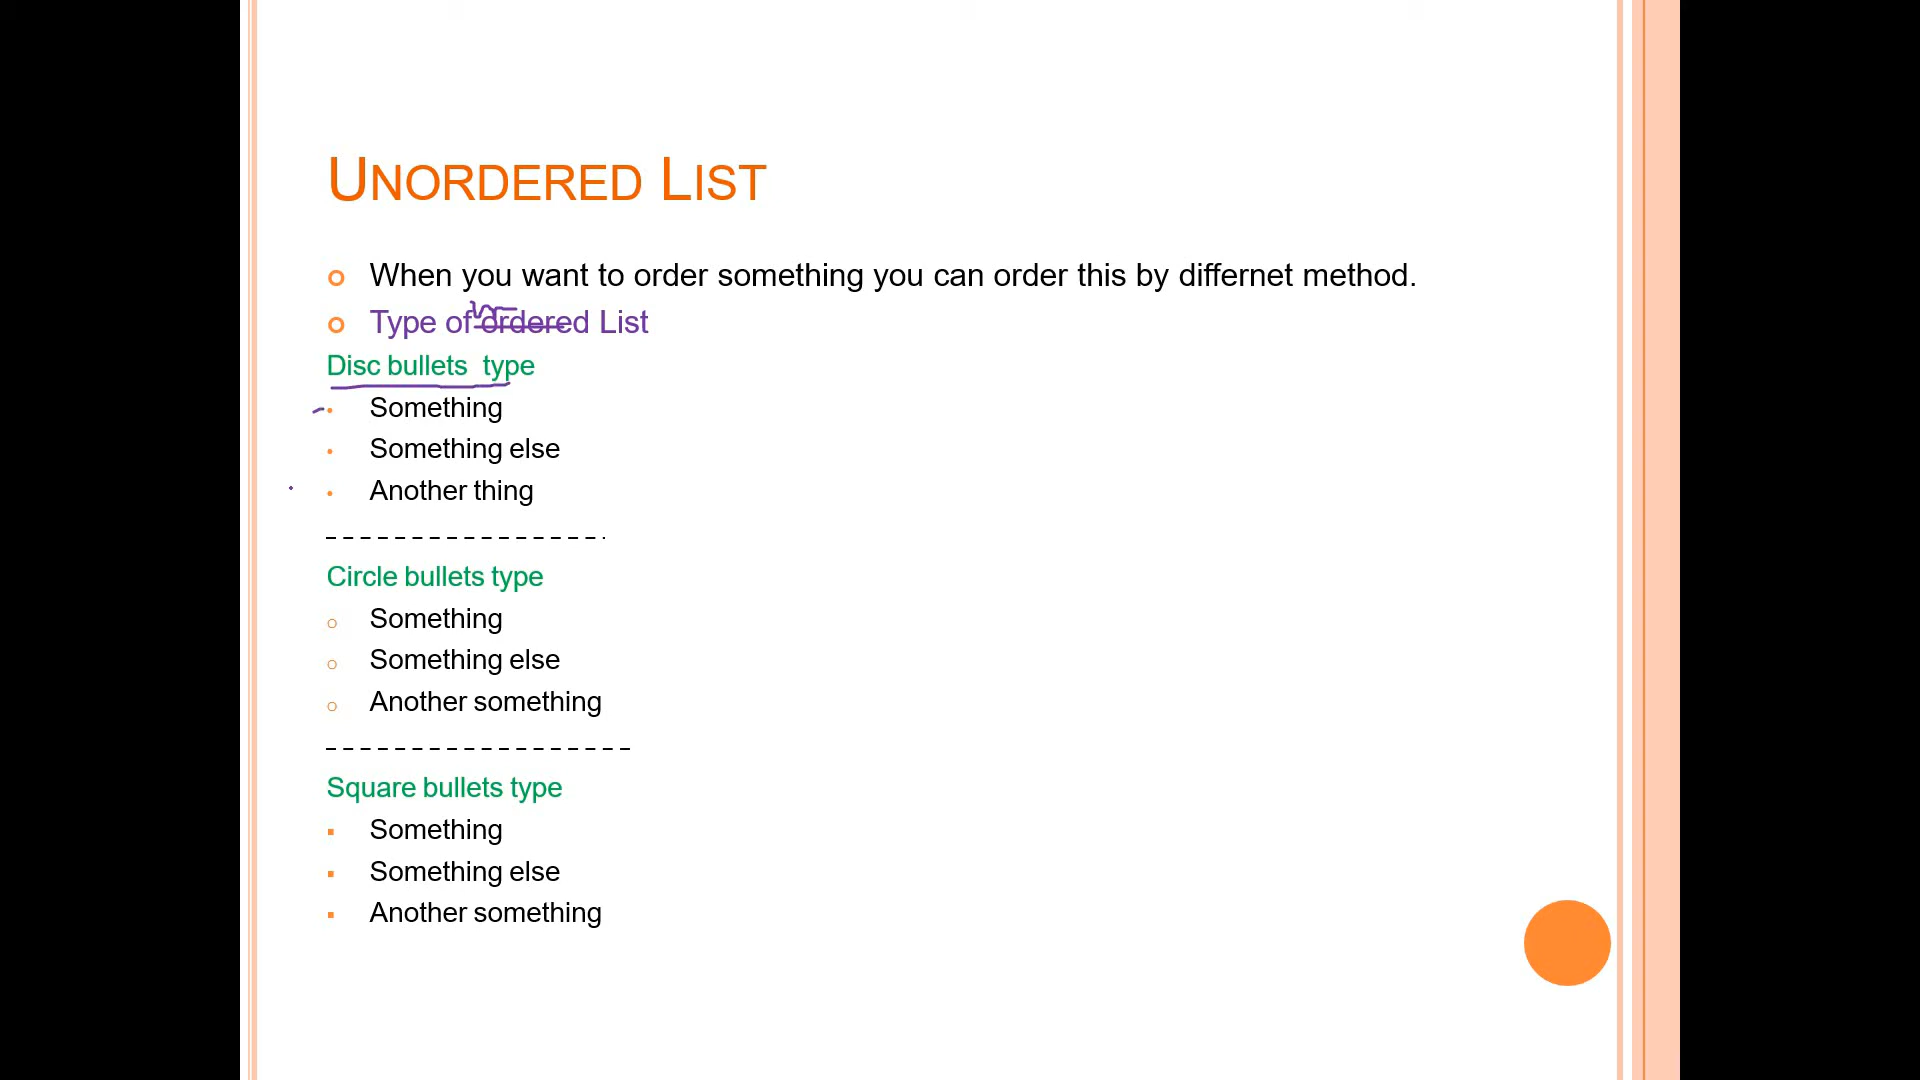 UNORDERED LIST
When you want to order something you can order this by differnet method.
Type of ordered List
Disc bullets type
Something
Something else
Another thing
Circle bullets type
Something
Something else
Another something
Square bullets type
Something
Something else
Another something